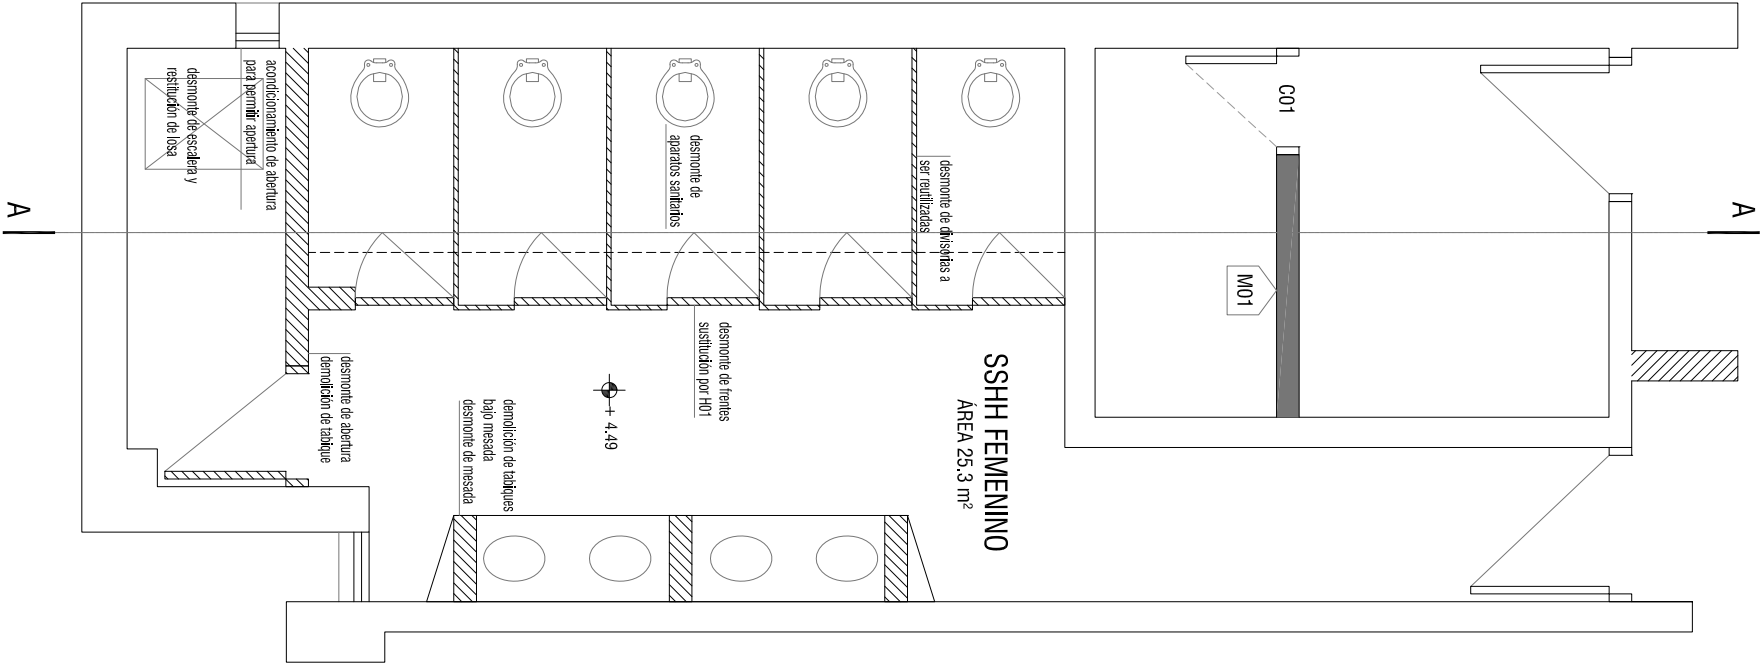 A
A
acondicionamiento de abertura
para permitir apertura
desmonte de escalera y
restitución de losa
desmonte de
aparatos sanitarios
desmonte de divisorias a
ser reutilizadas
C01
M01
desmonte de frentes
sustitución por H01
desmonte de abertura
demolición de tabique
+ 4.49
demolición de tabiques
bajo mesada
desmonte de mesada
SSHH FEMENINO
ÁREA 25.3 m²